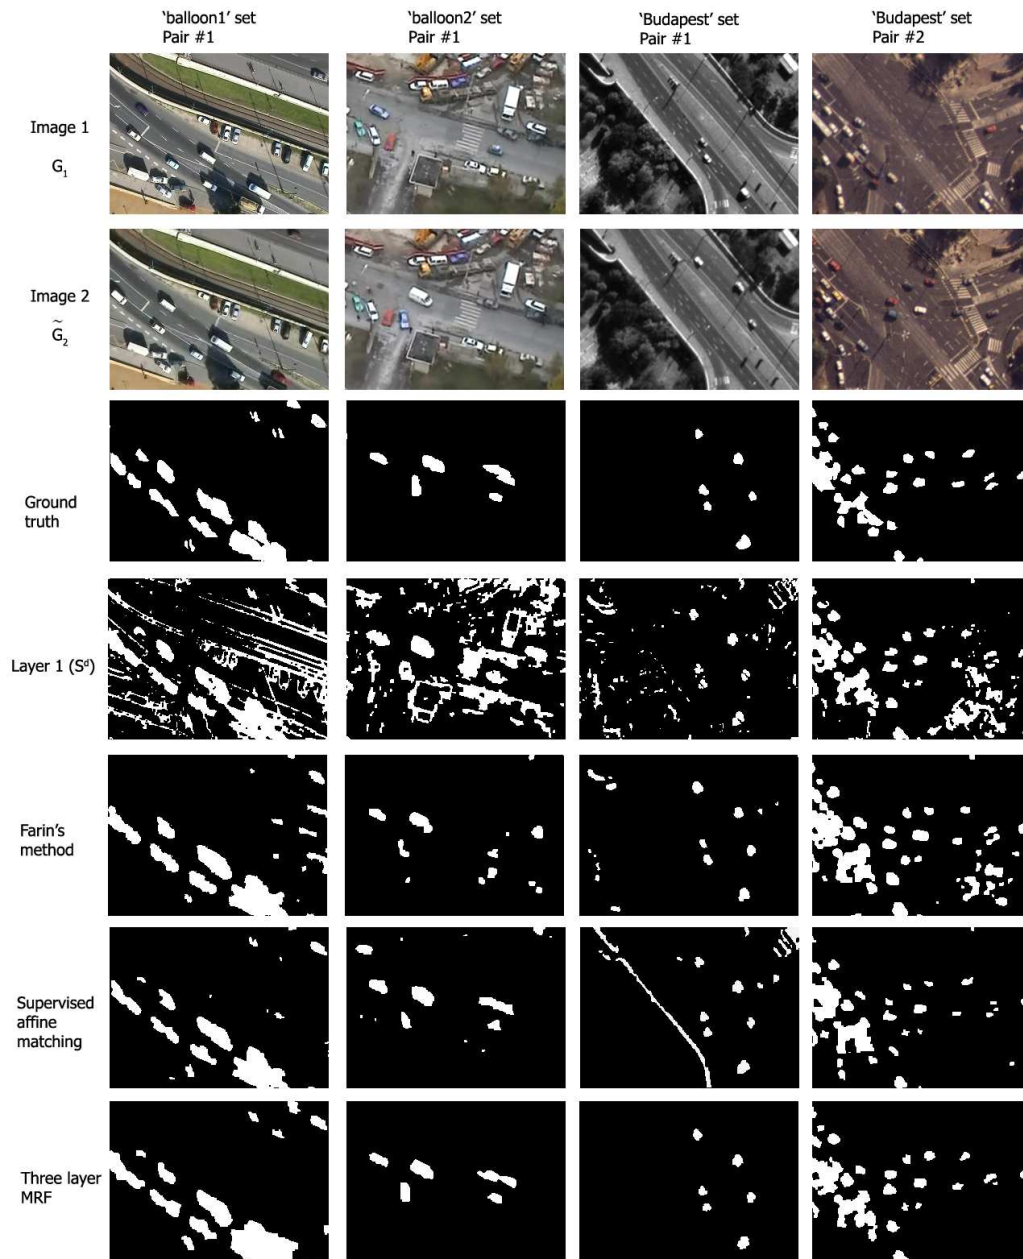 'balloon1' set
Pair #1
'balloon2' set
Pair #1
'Budapest' set
Pair #1
'Budapest' set
Pair #2
Image 1
G₁
Image 2
G̃₂
Ground
truth
Layer 1 (Sᵈ)
Farin's
method
Supervised
affine
matching
Three layer
MRF